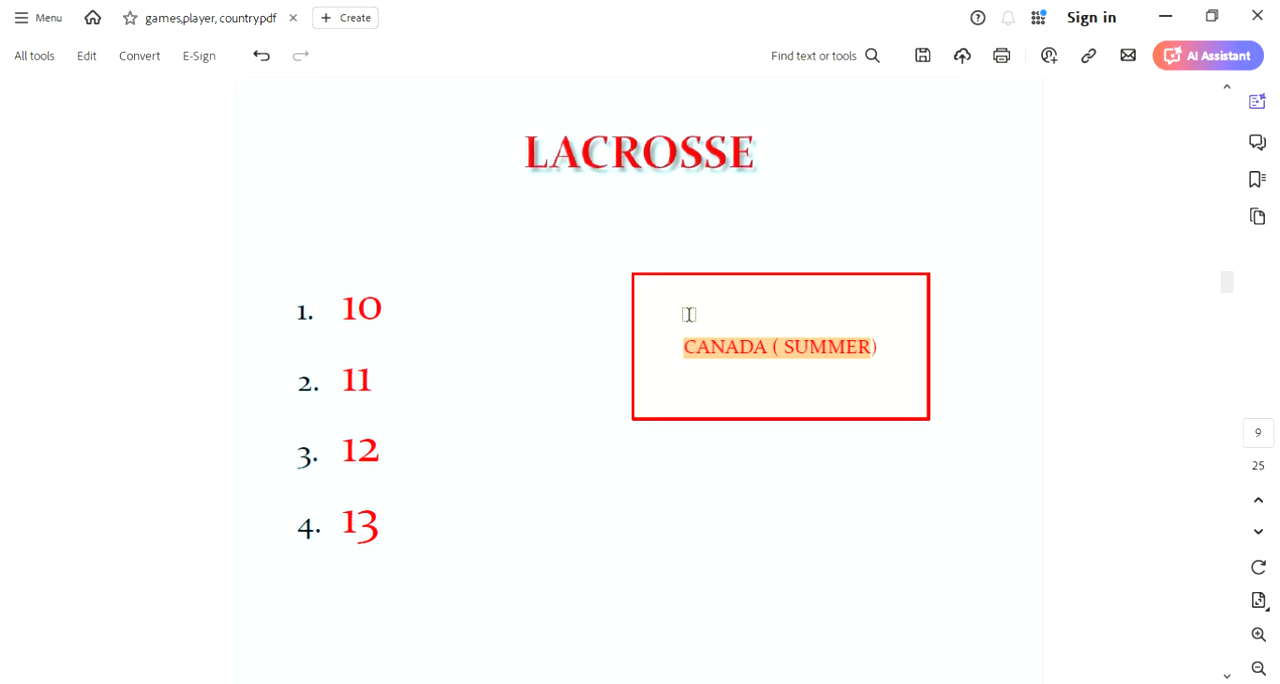 Menu
games,player, country.pdf
Create
Sign in
All tools
Edit
Convert
E-Sign
Find text or tools
AI Assistant
LACROSSE
1. 10
CANADA ( SUMMER)
2. 11
3. 12
4. 13
9
25